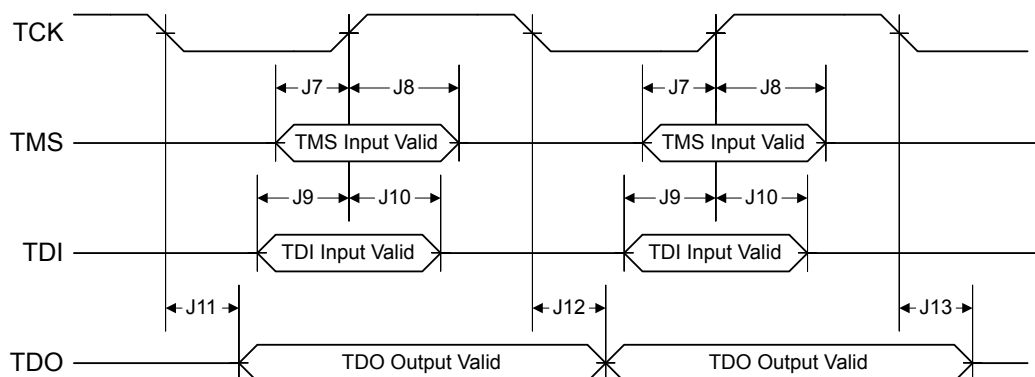 TCK
J7 J8 J7 J8
TMS TMS Input Valid TMS Input Valid
J9 J10 J9 J10
TDI TDI Input Valid TDI Input Valid
J11 J12 J13
TDO TDO Output Valid TDO Output Valid